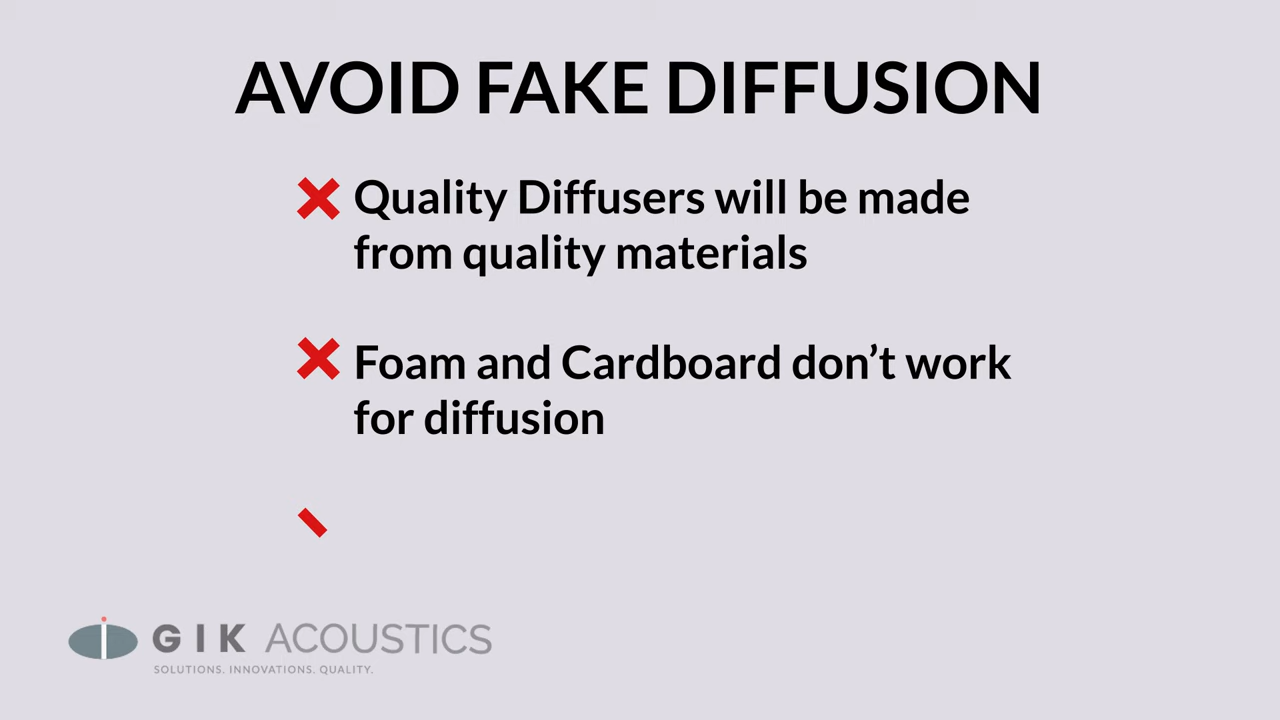 AVOID FAKE DIFFUSION
Quality Diffusers will be made
from quality materials
Foam and Cardboard don’t work
for diffusion
GIK ACOUSTICS
SOLUTIONS. INNOVATIONS. QUALITY.